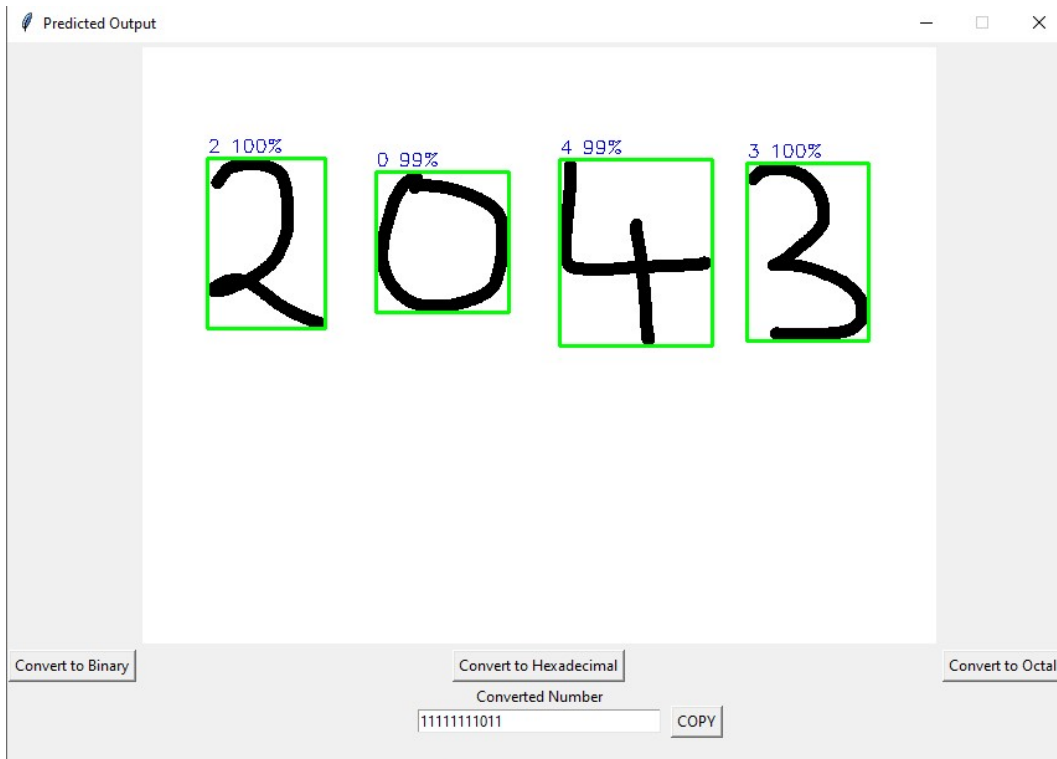 Predicted Output
2 100% 0 99% 4 99% 3 100%
2 0 4 3
Convert to Binary Convert to Hexadecimal Convert to Octal
Converted Number
11111111011 COPY